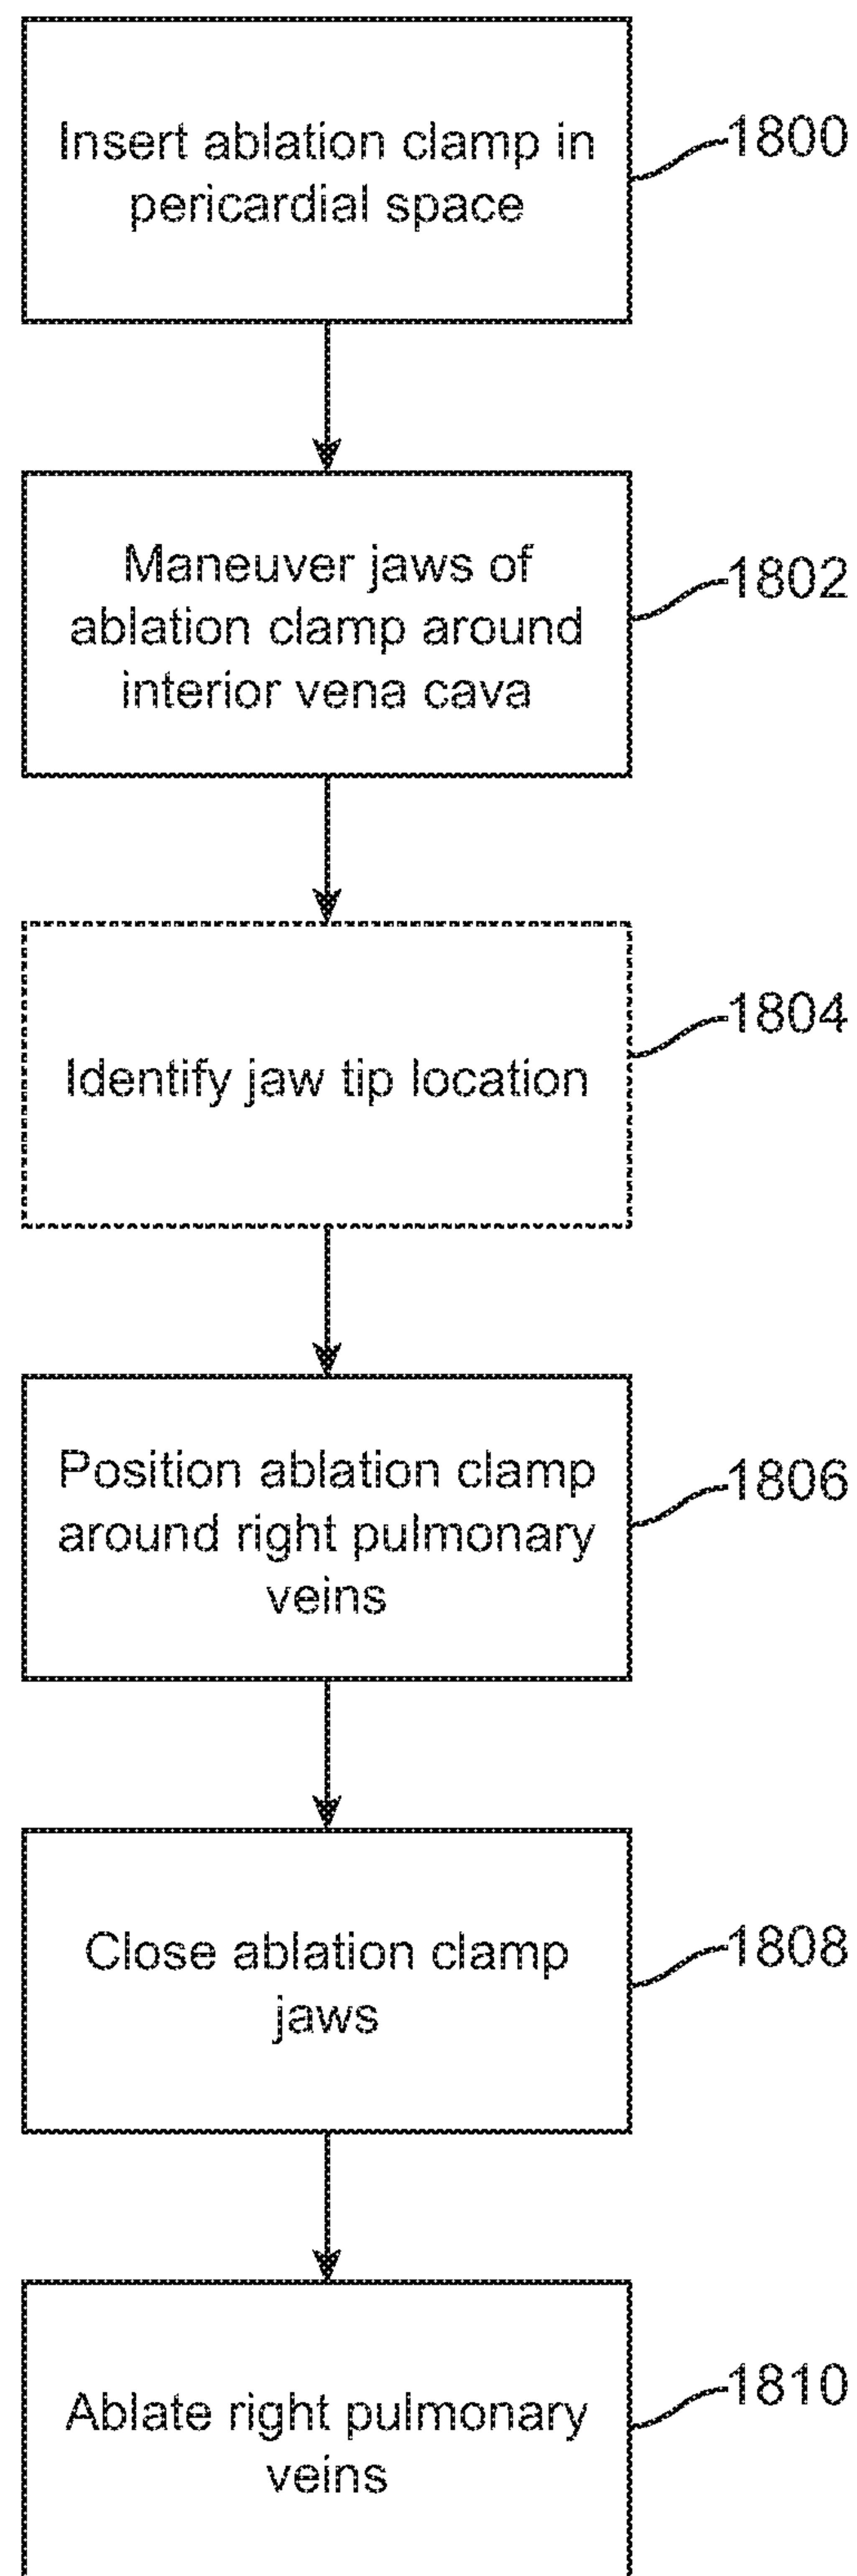 Insert ablation clamp in
pericardial space
1800
Maneuver jaws of
ablation clamp around
interior vena cava
1802
Identify jaw tip location
1804
Position ablation clamp
around right pulmonary
veins
1806
Close ablation clamp
jaws
1808
Ablate right pulmonary
veins
1810